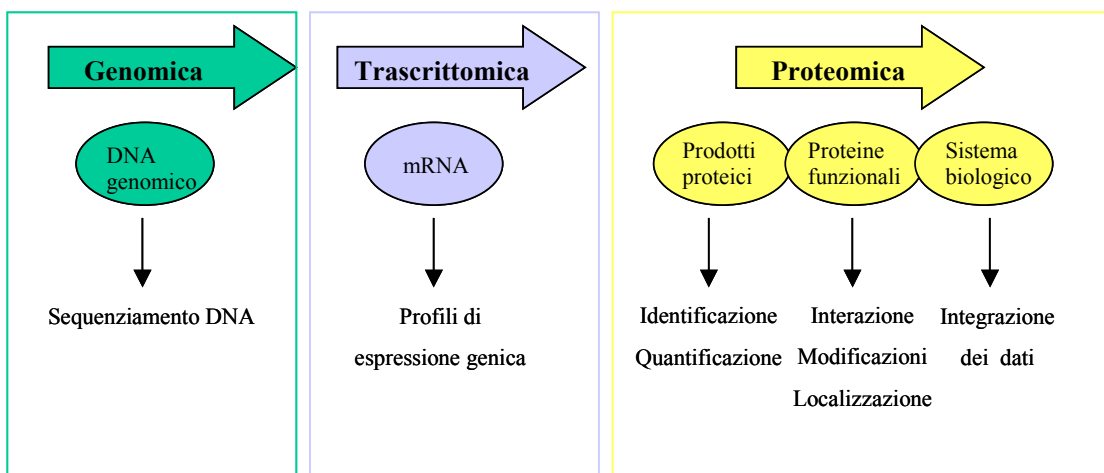 Genomica
DNA
genomico
Sequenziamento DNA
Trascrittomica
mRNA
Profili di
espressione genica
Proteomica
Prodotti
proteici
Proteine
funzionali
Sistema
biologico
Identificazione
Quantificazione
Interazione
Modificazioni
Localizzazione
Integrazione
dei dati